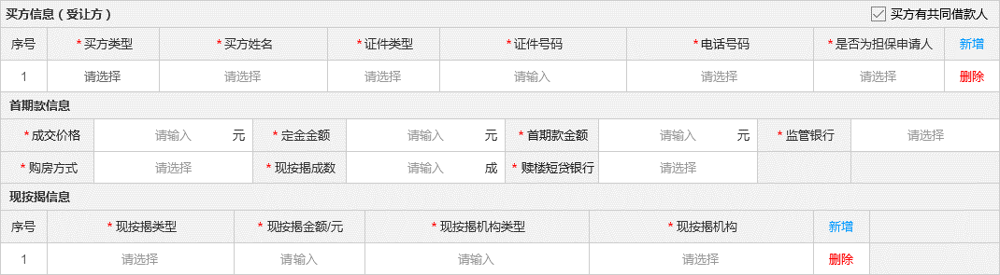 买方信息（受让方） 买方有共同借款人
序号 *买方类型 *买方姓名 *证件类型 *证件号码 *电话号码 *是否为担保申请人 新增
1 请选择 请选择 请选择 请输入 请选择 请选择 删除
首期款信息
*成交价格 请输入 元 *定金金额 请输入 元 *首期款金额 请输入 元 *监管银行 请选择
*购房方式 请选择 *现按揭成数 请输入 成 *赎楼短贷银行 请选择
现按揭信息
序号 *现按揭类型 *现按揭金额/元 *现按揭机构类型 *现按揭机构 新增
1 请选择 请输入 请输入 请选择 删除